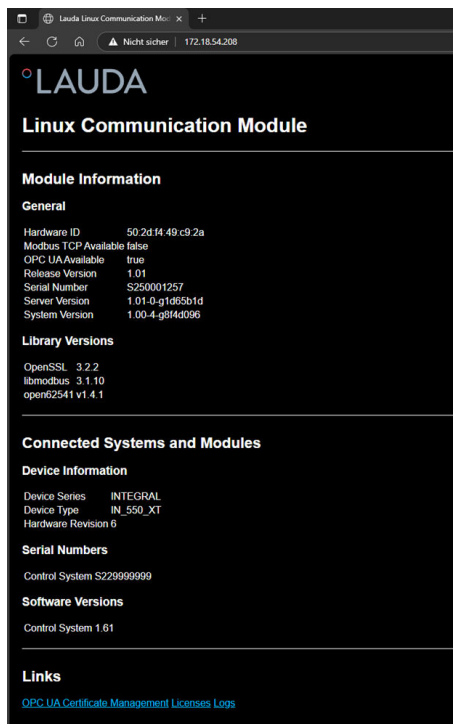 Lauda Linux Communication Mod
Nicht sicher 172.18.54.208
°LAUDA
Linux Communication Module
Module Information
General
Hardware ID 50:2d:f4:49:c9:2a
Modbus TCP Available false
OPC UA Available true
Release Version 1.01
Serial Number S250001257
Server Version 1.01-0-g1d65b1d
System Version 1.00-4-g8f4d096
Library Versions
OpenSSL 3.2.2
libmodbus 3.1.10
open62541 v1.4.1
Connected Systems and Modules
Device Information
Device Series INTEGRAL
Device Type IN_550_XT
Hardware Revision 6
Serial Numbers
Control System S229999999
Software Versions
Control System 1.61
Links
OPC UA Certificate Management Licenses Logs